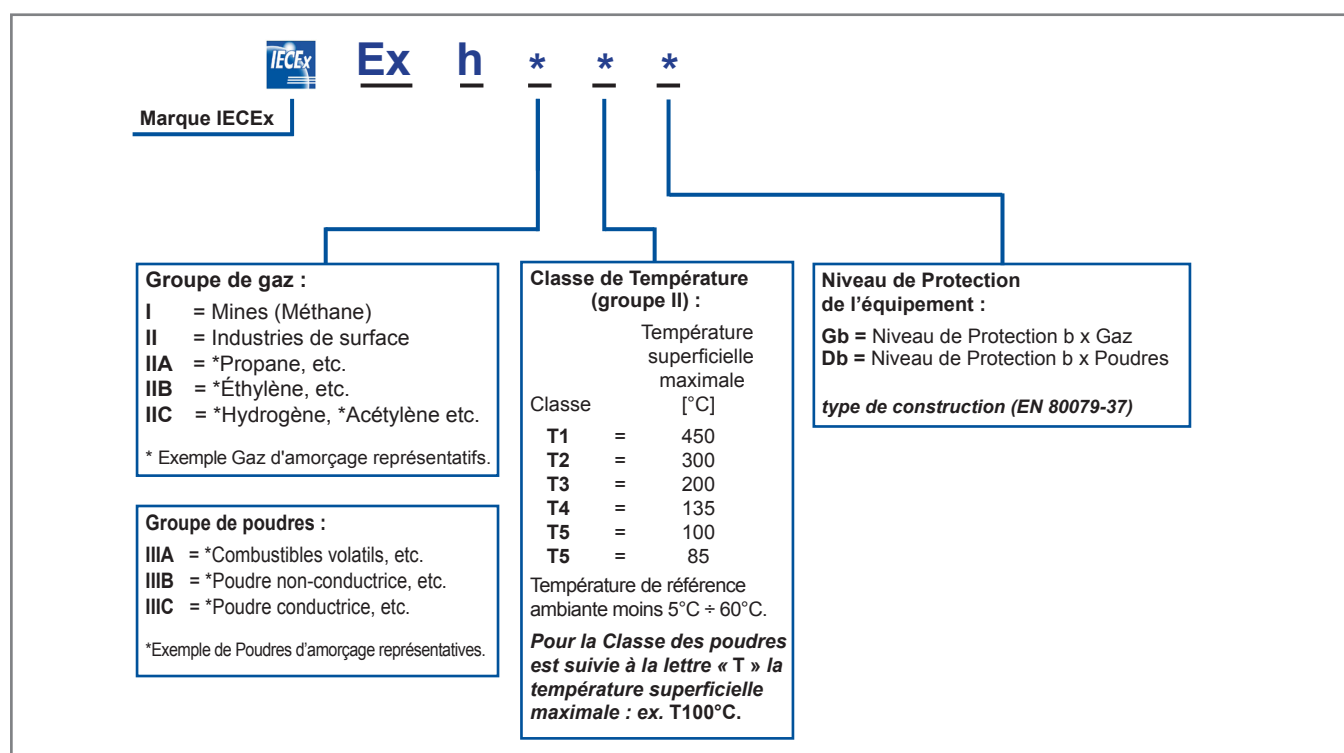 IECEx Ex h * * *
Marque IECEx
Groupe de gaz :
I = Mines (Méthane)
II = Industries de surface
IIA = *Propane, etc.
IIB = *Éthylène, etc.
IIC = *Hydrogène, *Acétylène etc.
* Exemple Gaz d'amorçage représentatifs.
Groupe de poudres :
IIIA = *Combustibles volatils, etc.
IIIB = *Poudre non-conductrice, etc.
IIIC = *Poudre conductrice, etc.
*Exemple de Poudres d’amorçage représentatives.
Classe de Température
(groupe II) :
Température
superficielle
maximale
Classe [°C]
T1 = 450
T2 = 300
T3 = 200
T4 = 135
T5 = 100
T5 = 85
Température de référence
ambiante moins 5°C ÷ 60°C.
Pour la Classe des poudres
est suivie à la lettre « T » la
température superficielle
maximale : ex. T100°C.
Niveau de Protection
de l’équipement :
Gb = Niveau de Protection b x Gaz
Db = Niveau de Protection b x Poudres
type de construction (EN 80079-37)